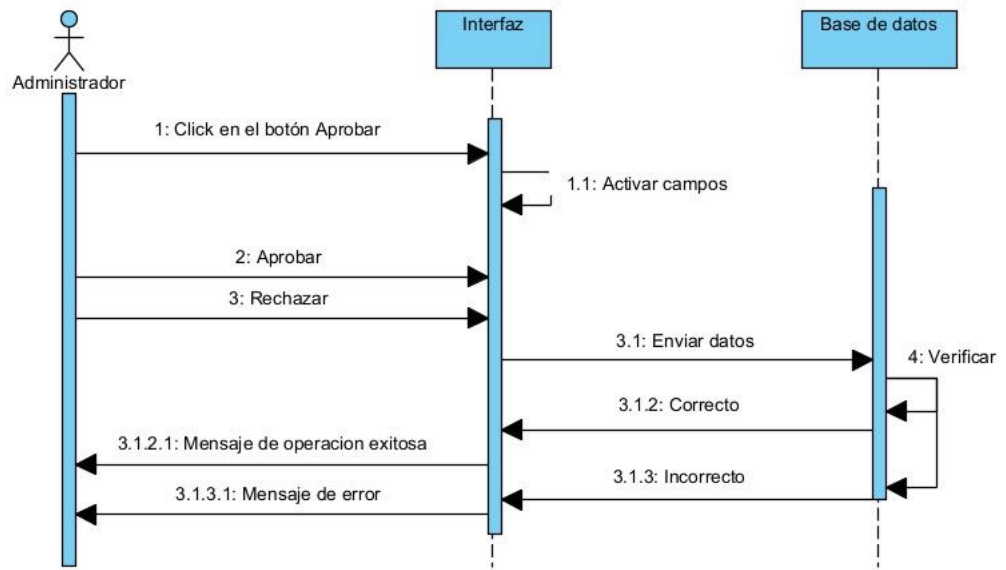 Interfaz
Base de datos
Administrador
1: Click en el botón Aprobar
1.1: Activar campos
2: Aprobar
3: Rechazar
3.1: Enviar datos
4: Verificar
3.1.2: Correcto
3.1.2.1: Mensaje de operacion exitosa
3.1.3: Incorrecto
3.1.3.1: Mensaje de error